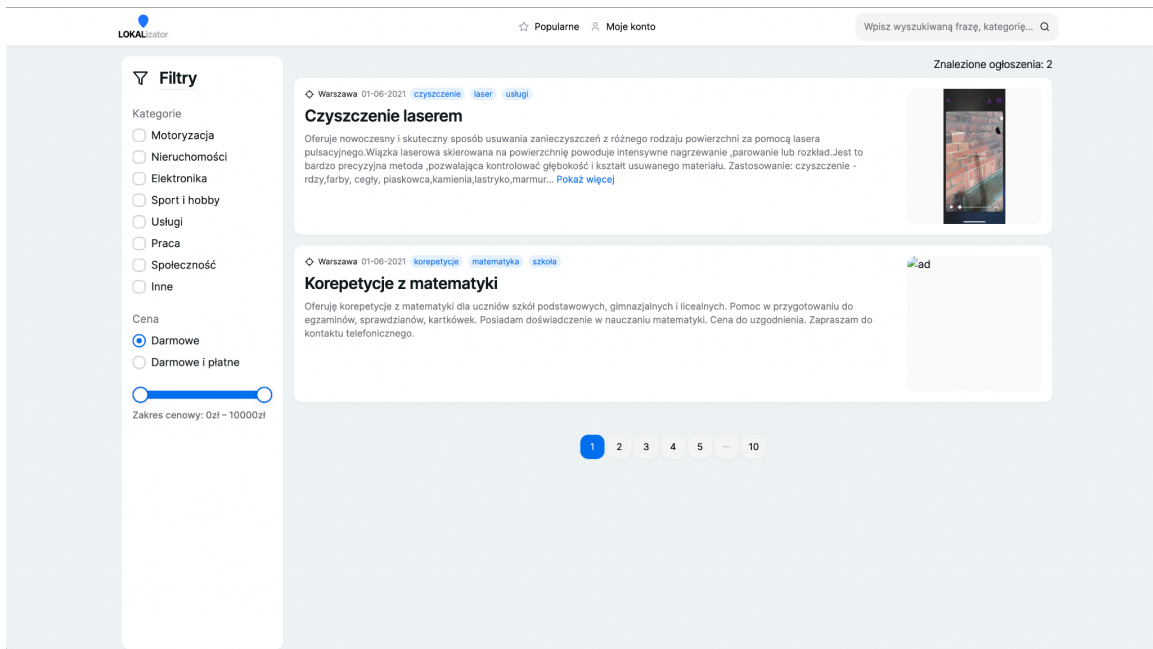 LOKALizator
Popularne
Moje konto
Wpisz wyszukiwaną frazę, kategorię...
Filtry
Kategorie
Motoryzacja
Nieruchomości
Elektronika
Sport i hobby
Usługi
Praca
Społeczność
Inne
Cena
Darmowe
Darmowe i płatne
Zakres cenowy: 0zł – 10000zł
Znalezione ogłoszenia: 2
Warszawa 01-06-2021 czyszczenie laser usługi
Czyszczenie laserem
Oferuje nowoczesny i skuteczny sposób usuwania zanieczyszczeń z różnego rodzaju powierzchni za pomocą lasera
pulsacyjnego.Wiązka laserowa skierowana na powierzchnię powoduje intensywne nagrzewanie ,parowanie lub rozkład.Jest to
bardzo precyzyjna metoda ,pozwalająca kontrolować głębokość i kształt usuwanego materiału. Zastosowanie: czyszczenie -
rdzy,farby, cegły, piaskowca,kamienia,lastryko,marmur... Pokaż więcej
Warszawa 01-06-2021 korepetycje matematyka szkoła
Korepetycje z matematyki
Oferuję korepetycje z matematyki dla uczniów szkół podstawowych, gimnazjalnych i licealnych. Pomoc w przygotowaniu do
egzaminów, sprawdzianów, kartkówek. Posiadam doświadczenie w nauczaniu matematyki. Cena do uzgodnienia. Zapraszam do
kontaktu telefonicznego.
ad
1 2 3 4 5 ... 10